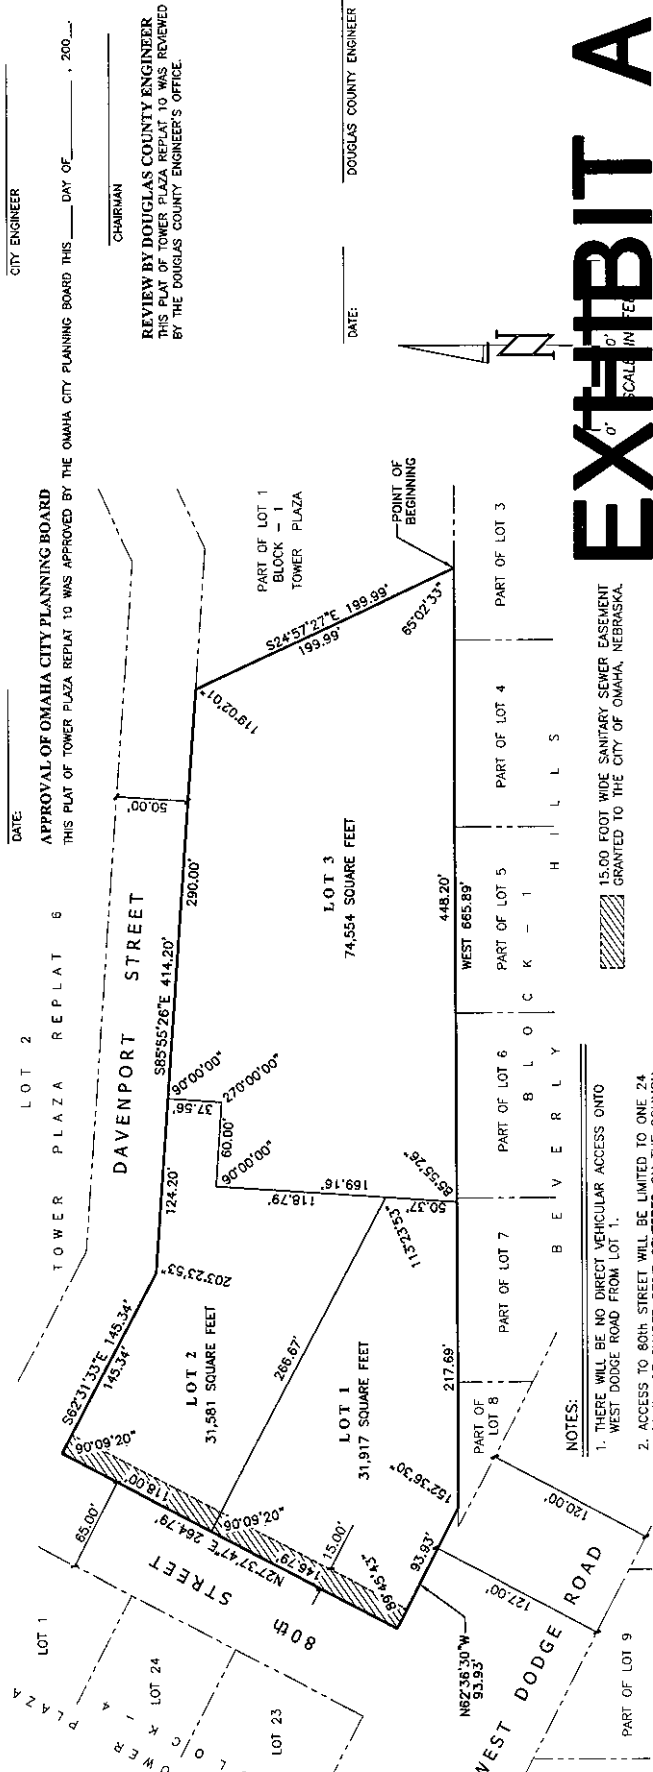 CITY ENGINEER
DATE:
APPROVAL OF OMAHA CITY PLANNING BOARD
THIS PLAT OF TOWER PLAZA REPLAT 10 WAS APPROVED BY THE OMAHA CITY PLANNING BOARD THIS ____ DAY OF ________, 200__.
CHAIRMAN
REVIEW BY DOUGLAS COUNTY ENGINEER
THIS PLAT OF TOWER PLAZA REPLAT 10 WAS REVIEWED
BY THE DOUGLAS COUNTY ENGINEER'S OFFICE.
DATE:
DOUGLAS COUNTY ENGINEER
LOT 2
TOWER PLAZA REPLAT 6
DAVENPORT STREET
50.00'
S85°55'26"E 414.20'
124.20'
290.00'
S62°31'33"E 145.34'
145.34'
203°23'53"
90°00'00"
37.56'
270°00'00"
60.00'
90°00'00"
118.79'
169.16'
50.37'
85°55'26"
113°23'53"
119°02'01"
S24°57'27"E 199.99'
199.99'
65°02'33"
PART OF LOT 1
BLOCK - 1
TOWER PLAZA
POINT OF
BEGINNING
LOT 3
74,554 SQUARE FEET
LOT 2
31,581 SQUARE FEET
266.67'
LOT 1
31,917 SQUARE FEET
448.20'
WEST 665.89'
217.69'
152°36'30"
93.93'
N62°36'30"W
93.93'
89°45'43"
15.00'
146.79'
118.00'
N27°37'47"E 264.79'
90°09'20"
90°09'20"
65.00'
80th STREET
LOT 1
LOT 24
LOT 23
PLAZA
127.00'
120.00'
WEST DODGE ROAD
PART OF LOT 9
PART OF
LOT 8
PART OF LOT 7
PART OF LOT 6
PART OF LOT 5
PART OF LOT 4
PART OF LOT 3
BLOCK - 1
BEVERLY HILLS
15.00 FOOT WIDE SANITARY SEWER EASEMENT
GRANTED TO THE CITY OF OMAHA, NEBRASKA.
NOTES:
1. THERE WILL BE NO DIRECT VEHICULAR ACCESS ONTO
WEST DODGE ROAD FROM LOT 1.
2. ACCESS TO 80th STREET WILL BE LIMITED TO ONE 24
N
SCALE IN FEET
EXHIBIT A